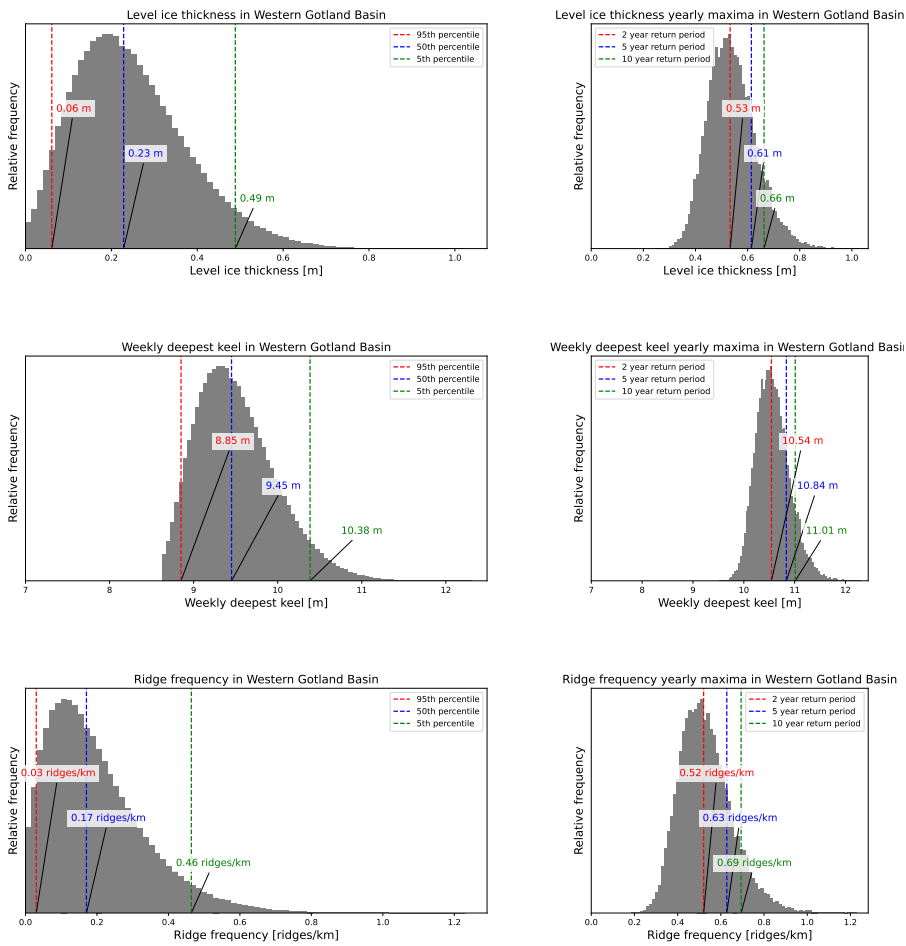 Level ice thickness in Western Gotland Basin
Relative frequency
95th percentile
50th percentile
5th percentile
0.06 m
0.23 m
0.49 m
0.0 0.2 0.4 0.6 0.8 1.0
Level ice thickness [m]
Level ice thickness yearly maxima in Western Gotland Basin
Relative frequency
2 year return period
5 year return period
10 year return period
0.53 m
0.61 m
0.66 m
0.0 0.2 0.4 0.6 0.8 1.0
Level ice thickness [m]
Weekly deepest keel in Western Gotland Basin
Relative frequency
95th percentile
50th percentile
5th percentile
8.85 m
9.45 m
10.38 m
7 8 9 10 11 12
Weekly deepest keel [m]
Weekly deepest keel yearly maxima in Western Gotland Basin
Relative frequency
2 year return period
5 year return period
10 year return period
10.54 m
10.84 m
11.01 m
7 8 9 10 11 12
Weekly deepest keel [m]
Ridge frequency in Western Gotland Basin
Relative frequency
95th percentile
50th percentile
5th percentile
0.03 ridges/km
0.17 ridges/km
0.46 ridges/km
0.0 0.2 0.4 0.6 0.8 1.0 1.2
Ridge frequency [ridges/km]
Ridge frequency yearly maxima in Western Gotland Basin
Relative frequency
2 year return period
5 year return period
10 year return period
0.52 ridges/km
0.63 ridges/km
0.69 ridges/km
0.0 0.2 0.4 0.6 0.8 1.0 1.2
Ridge frequency [ridges/km]